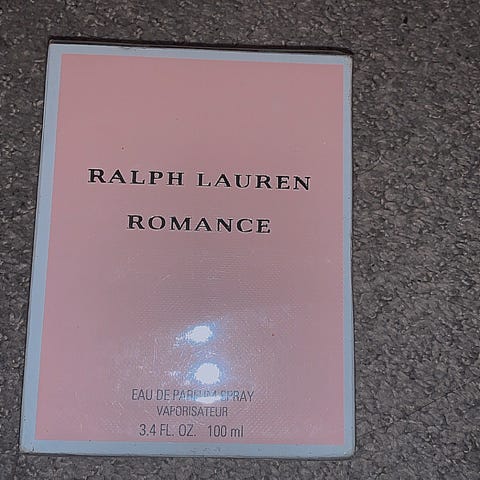 RALPH LAUREN
ROMANCE
EAU DE PARFUM SPRAY
VAPORISATEUR
3.4 FL. OZ. 100 ml